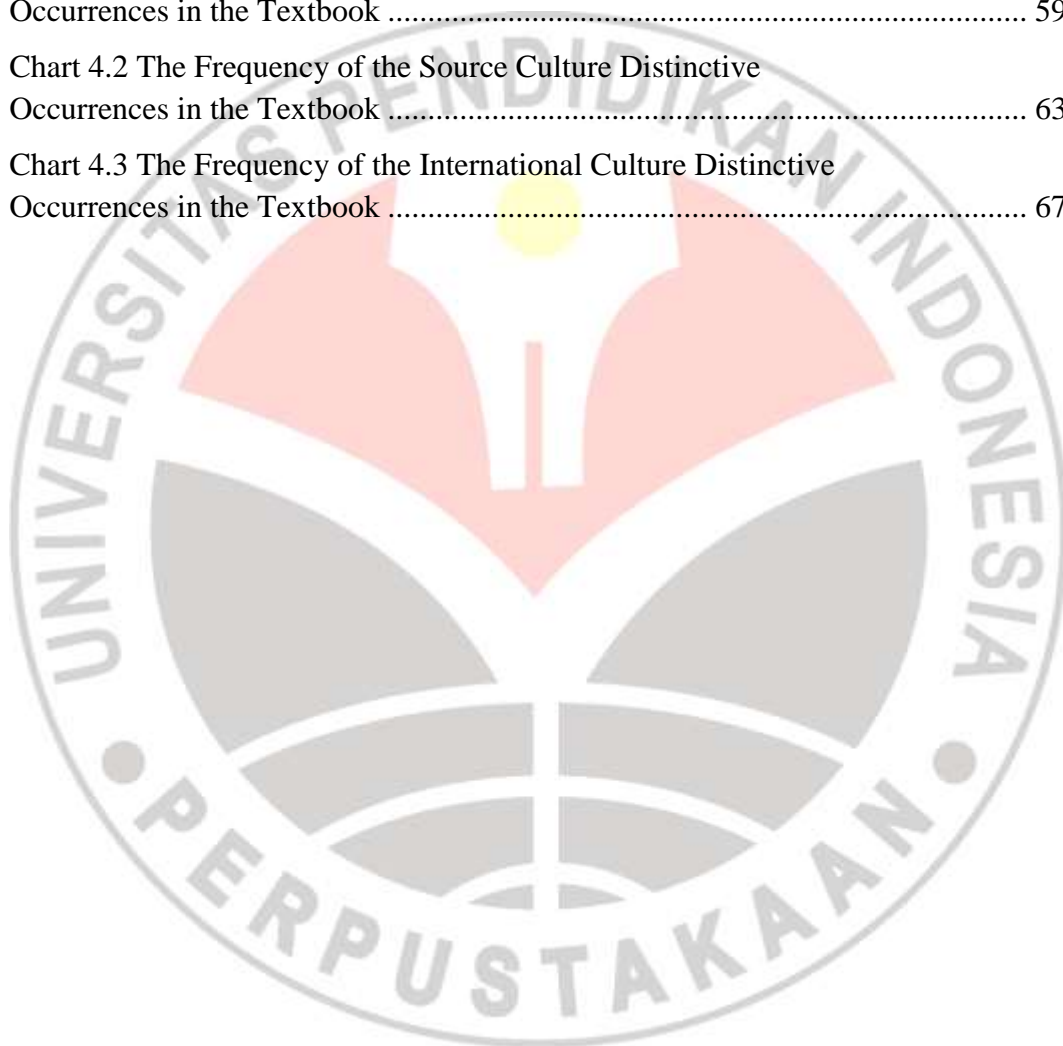 Occurrences in the Textbook ............................................................................ 59
Chart 4.2 The Frequency of the Source Culture Distinctive
Occurrences in the Textbook ............................................................................ 63
Chart 4.3 The Frequency of the International Culture Distinctive
Occurrences in the Textbook ............................................................................ 67
UNIVERSITAS PENDIDIKAN INDONESIA
PERPUSTAKAAN